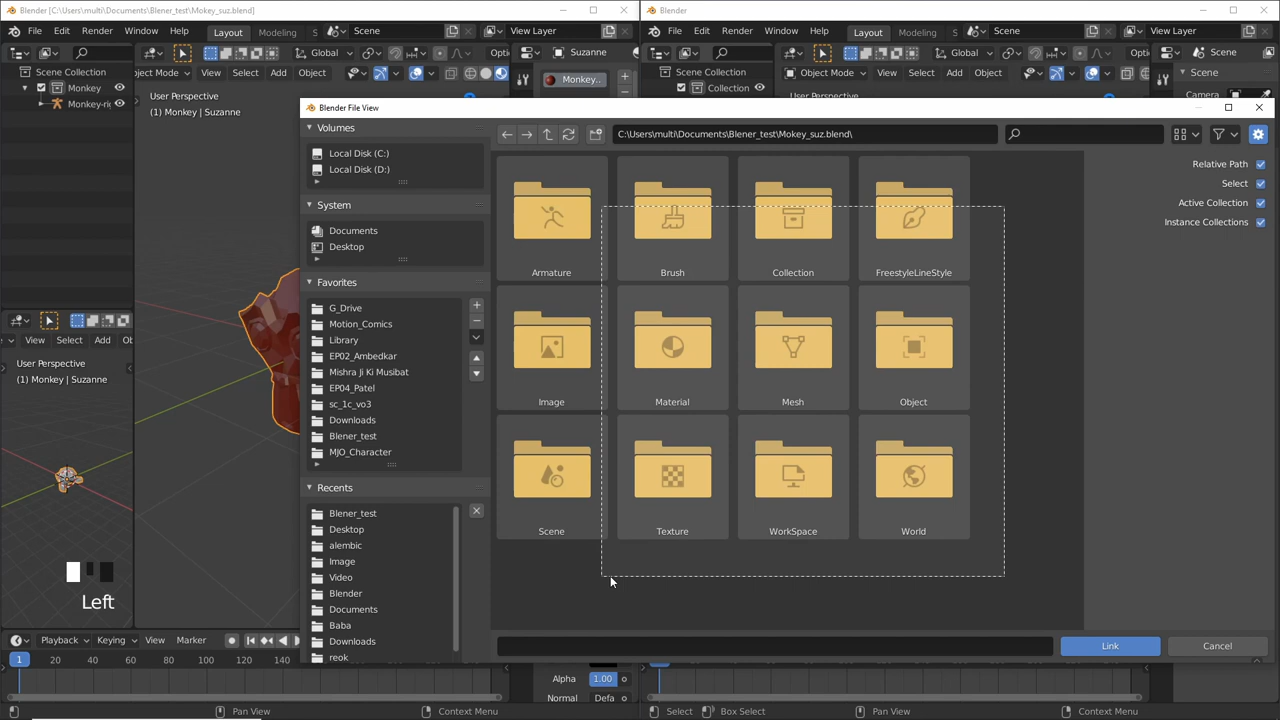 Blender [C:\Users\multi\Documents\Blener_test\Mokey_suz.blend]
Blender
File Edit Render Window Help Layout Modeling S Scene View Layer
File Edit Render Window Help Layout Modeling S Scene View Layer
Global Opti Suzanne
Global Opti Scene
Scene Collection
ject Mode View Select Add Object
Monkey..
Scene Collection
Object Mode View Select Add Object
Scene
Monkey
User Perspective
Collection
User Perspective
Camera
Monkey-ri
(1) Monkey | Suzanne
Blender File View
Volumes
C:\Users\multi\Documents\Blener_test\Mokey_suz.blend\
Local Disk (C:)
Local Disk (D:)
System
Documents
Desktop
Favorites
G_Drive
Motion_Comics
Library
EP02_Ambedkar
Mishra Ji Ki Musibat
EP04_Patel
sc_1c_vo3
Downloads
Blener_test
MJO_Character
Recents
Blener_test
Desktop
alembic
Image
Video
Blender
Documents
Baba
Downloads
reok
Armature Brush Collection FreestyleLineStyle
Image Material Mesh Object
Scene Texture WorkSpace World
Relative Path
Select
Active Collection
Instance Collections
Link
Cancel
View Select Add Ob
User Perspective
(1) Monkey | Suzanne
Left
Playback Keying View Marker
1 20 40 60 80 100 120 140
Alpha 1.00
Normal Defa
Pan View Context Menu
Select Box Select Pan View Context Menu